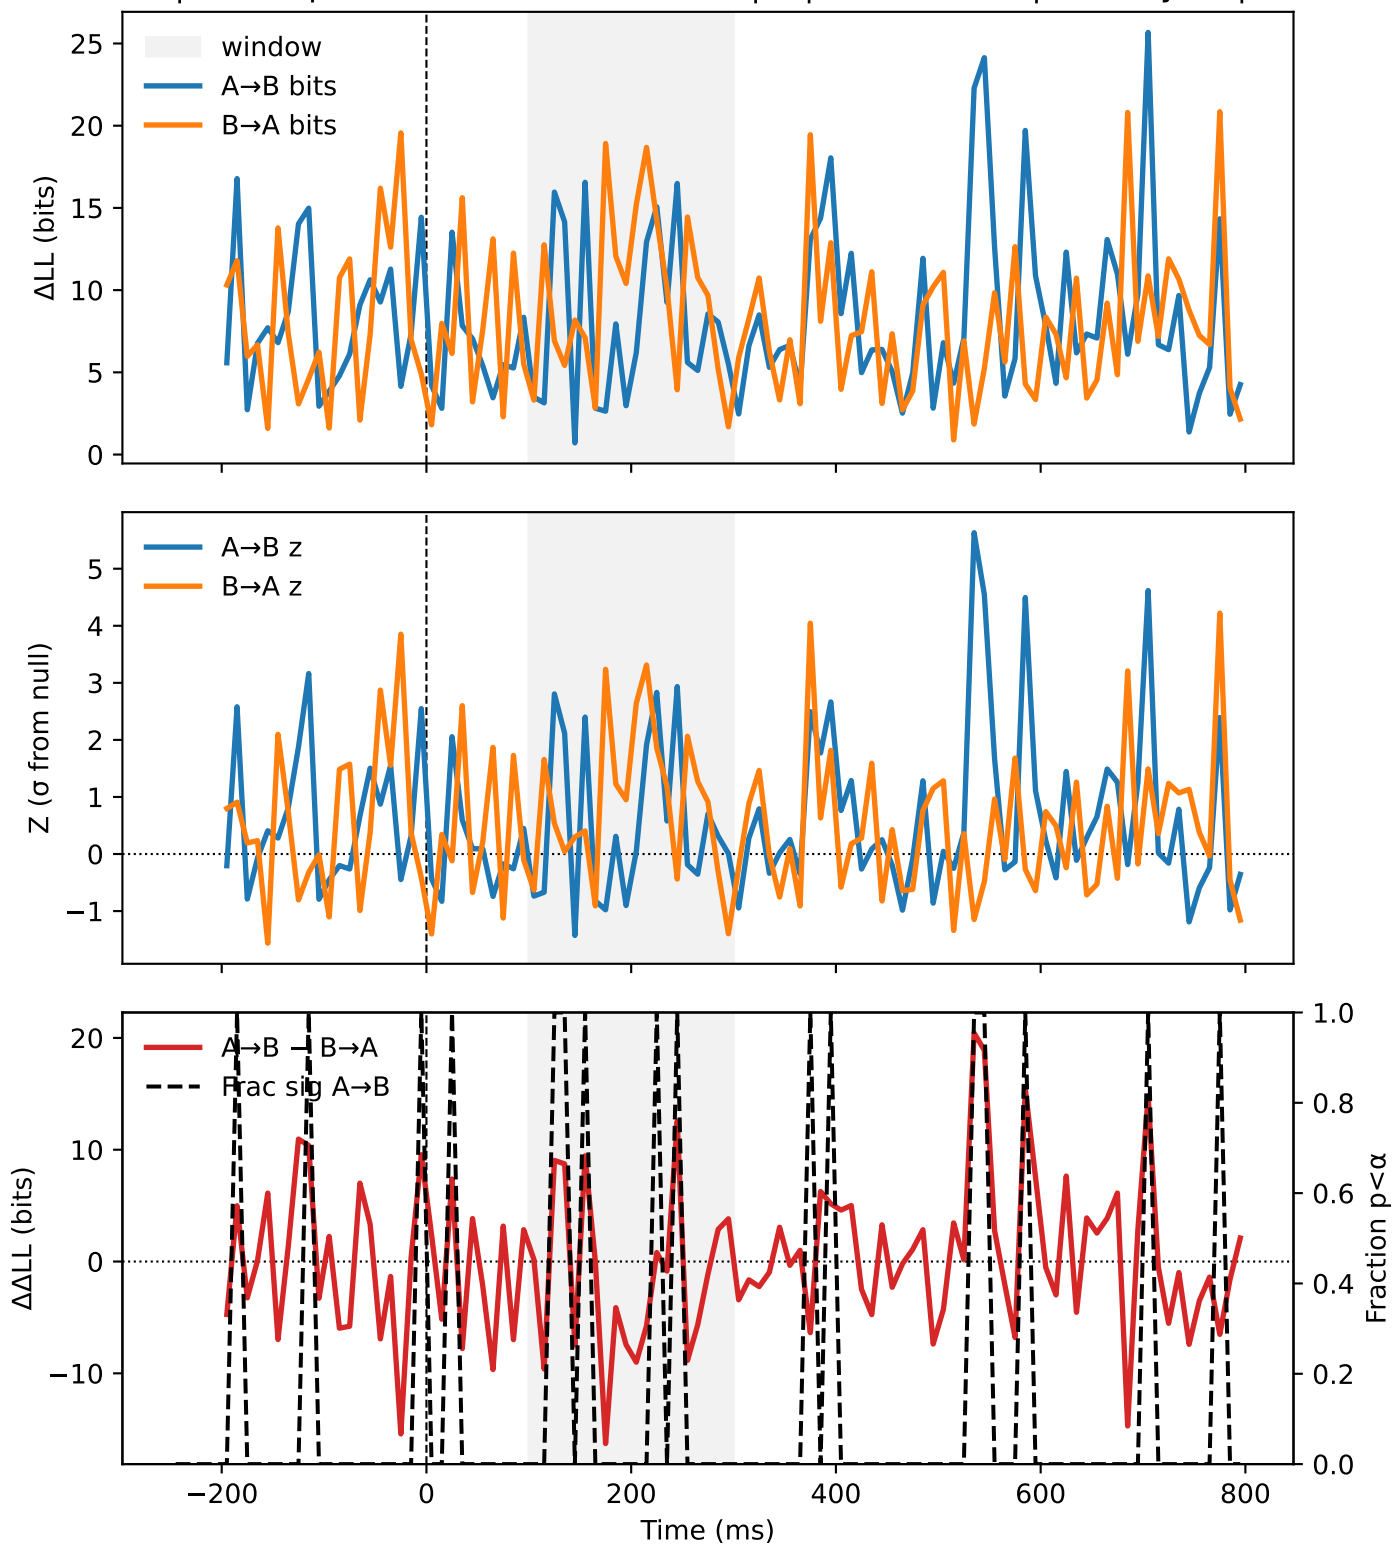 25
20
15
10
5
0
ΔLL (bits)
window
A→B bits
B→A bits
5
4
3
2
1
0
−1
Z (σ from null)
A→B z
B→A z
20
10
0
−10
ΔΔLL (bits)
A→B − B→A
Frac sig A→B
1.0
0.8
0.6
0.4
0.2
0.0
Fraction p<α
−200 0 200 400 600 800
Time (ms)